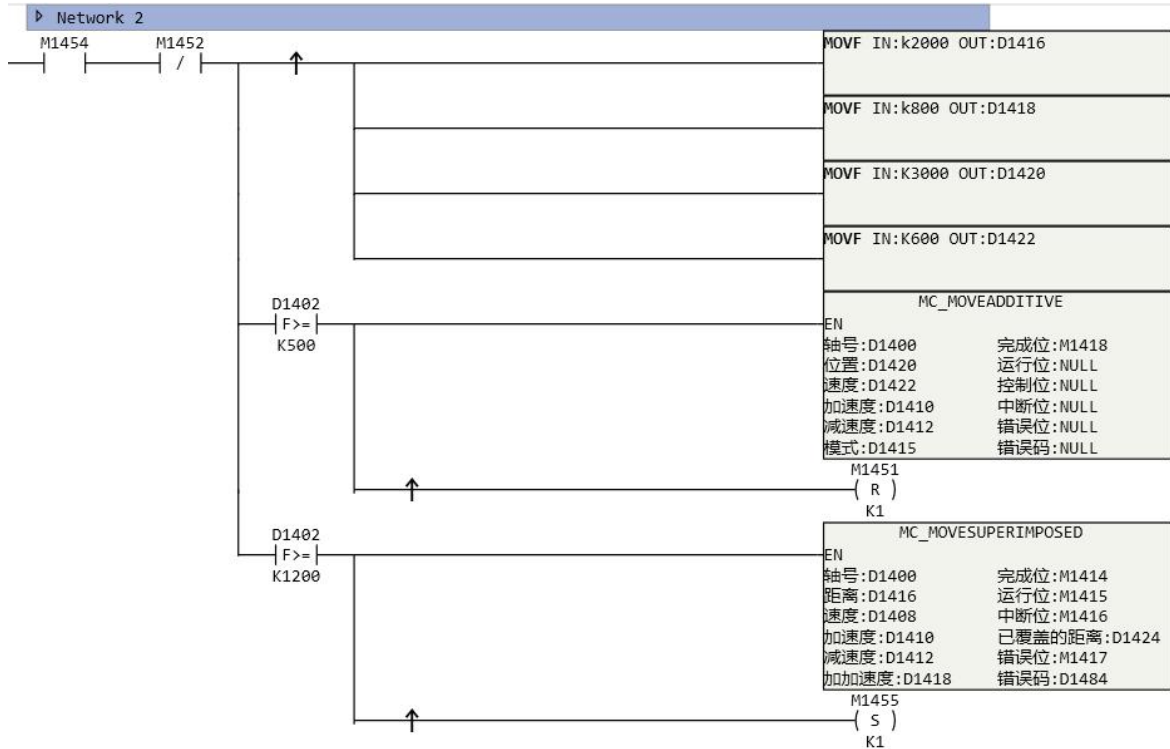 Network 2
M1454 M1452
/
MOVF IN:k2000 OUT:D1416
MOVF IN:k800 OUT:D1418
MOVF IN:K3000 OUT:D1420
MOVF IN:K600 OUT:D1422
D1402
F>=
K500
MC_MOVEADDITIVE
EN
轴号:D1400 完成位:M1418
位置:D1420 运行位:NULL
速度:D1422 控制位:NULL
加速度:D1410 中断位:NULL
减速度:D1412 错误位:NULL
模式:D1415 错误码:NULL
M1451
( R )
K1
D1402
F>=
K1200
MC_MOVESUPERIMPOSED
EN
轴号:D1400 完成位:M1414
距离:D1416 运行位:M1415
速度:D1408 中断位:M1416
加速度:D1410 已覆盖的距离:D1424
减速度:D1412 错误位:M1417
加加速度:D1418 错误码:D1484
M1455
( S )
K1